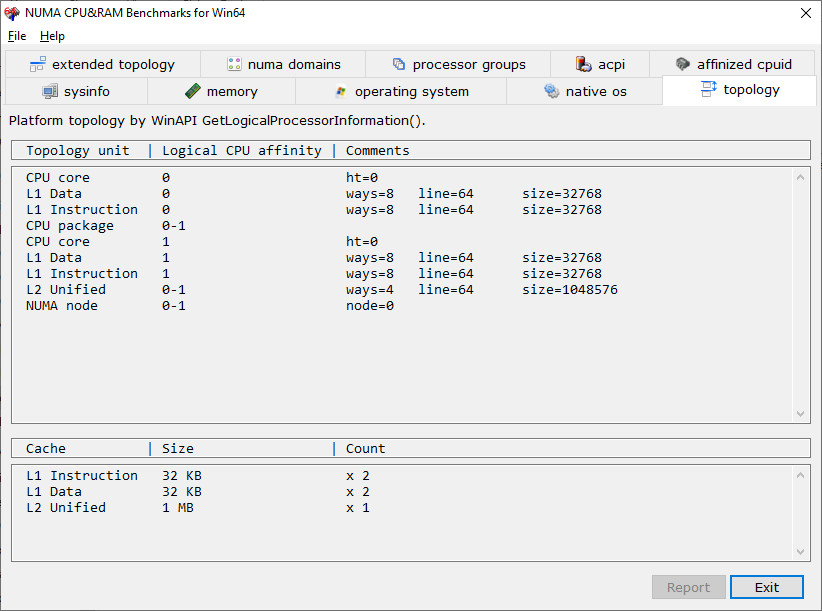 NUMA CPU&RAM Benchmarks for Win64
File Help
extended topology numa domains processor groups acpi affinized cpuid
sysinfo memory operating system native os topology
Platform topology by WinAPI GetLogicalProcessorInformation().
Topology unit | Logical CPU affinity | Comments
CPU core 0 ht=0
L1 Data 0 ways=8 line=64 size=32768
L1 Instruction 0 ways=8 line=64 size=32768
CPU package 0-1
CPU core 1 ht=0
L1 Data 1 ways=8 line=64 size=32768
L1 Instruction 1 ways=8 line=64 size=32768
L2 Unified 0-1 ways=4 line=64 size=1048576
NUMA node 0-1 node=0
Cache | Size | Count
L1 Instruction 32 KB x 2
L1 Data 32 KB x 2
L2 Unified 1 MB x 1
Report Exit